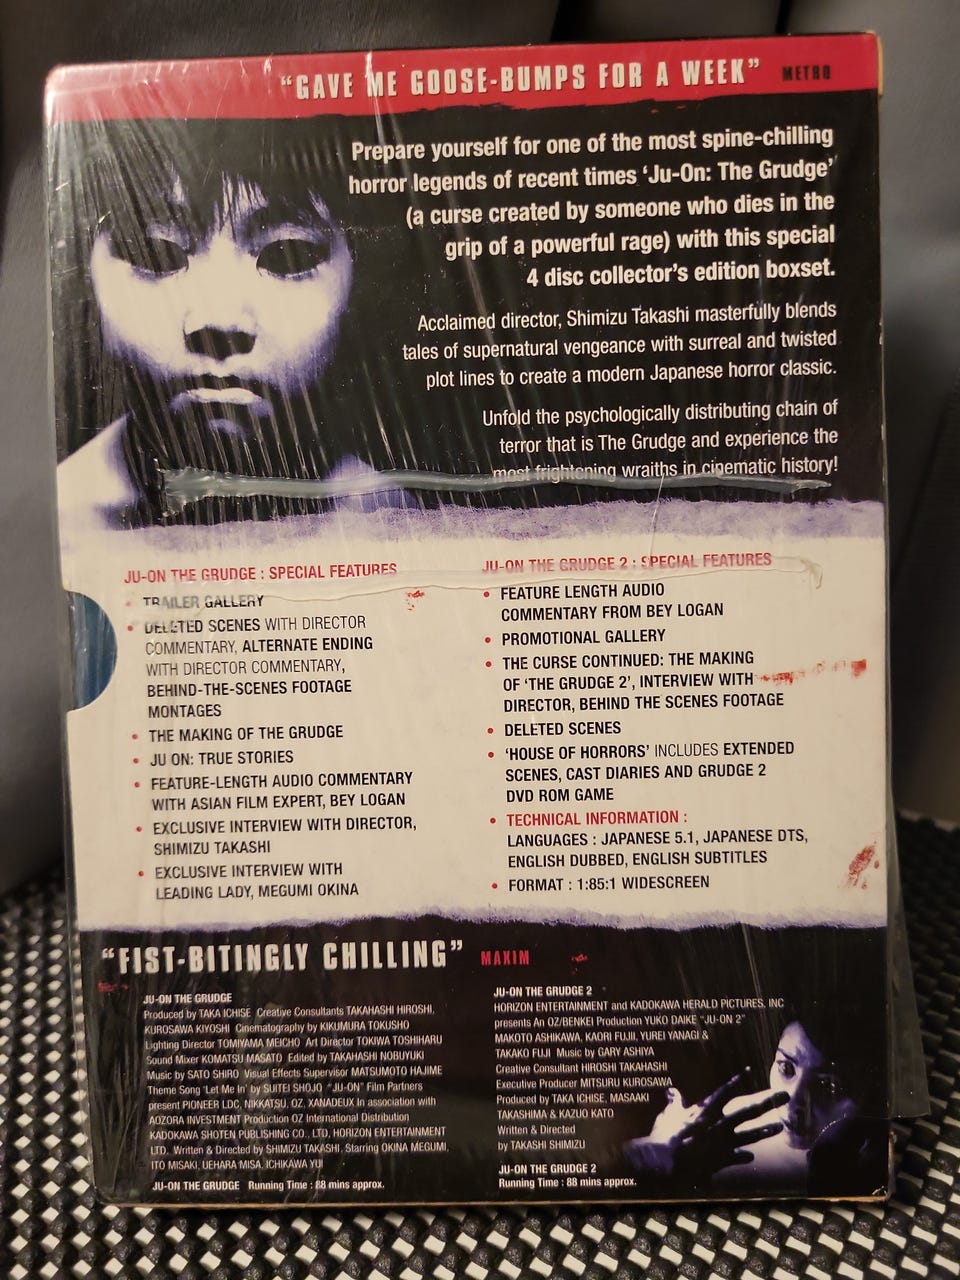 "GAVE ME GOOSE-BUMPS FOR A WEEK" METRO
Prepare yourself for one of the most spine-chilling
horror legends of recent times 'Ju-On: The Grudge'
(a curse created by someone who dies in the
grip of a powerful rage) with this special
4 disc collector's edition boxset.
Acclaimed director, Shimizu Takashi masterfully blends
tales of supernatural vengeance with surreal and twisted
plot lines to create a modern Japanese horror classic.
Unfold the psychologically distributing chain of
terror that is The Grudge and experience the
most frightening wraiths in cinematic history!
JU-ON THE GRUDGE : SPECIAL FEATURES
• TRAILER GALLERY
• DELETED SCENES WITH DIRECTOR
COMMENTARY, ALTERNATE ENDING
WITH DIRECTOR COMMENTARY,
BEHIND-THE-SCENES FOOTAGE
MONTAGES
• THE MAKING OF THE GRUDGE
• JU ON: TRUE STORIES
• FEATURE-LENGTH AUDIO COMMENTARY
WITH ASIAN FILM EXPERT, BEY LOGAN
• EXCLUSIVE INTERVIEW WITH DIRECTOR,
SHIMIZU TAKASHI
• EXCLUSIVE INTERVIEW WITH
LEADING LADY, MEGUMI OKINA
JU-ON THE GRUDGE 2 : SPECIAL FEATURES
• FEATURE LENGTH AUDIO
COMMENTARY FROM BEY LOGAN
• PROMOTIONAL GALLERY
• THE CURSE CONTINUED: THE MAKING
OF 'THE GRUDGE 2', INTERVIEW WITH
DIRECTOR, BEHIND THE SCENES FOOTAGE
• DELETED SCENES
• 'HOUSE OF HORRORS' INCLUDES EXTENDED
SCENES, CAST DIARIES AND GRUDGE 2
DVD ROM GAME
• TECHNICAL INFORMATION :
LANGUAGES : JAPANESE 5.1, JAPANESE DTS,
ENGLISH DUBBED, ENGLISH SUBTITLES
• FORMAT : 1:85:1 WIDESCREEN
"FIST-BITINGLY CHILLING" MAXIM
JU-ON THE GRUDGE
Produced by TAKA ICHISE Creative Consultants TAKAHASHI HIROSHI,
KUROSAWA KIYOSHI Cinematography by KIKUMURA TOKUSHO
Lighting Director TOMIYAMA MEICHO Art Director TOKIWA TOSHIHARU
Sound Mixer KOMATSU MASATO Edited by TAKAHASHI NOBUYUKI
Music by SATO SHIRO Visual Effects Supervisor MATSUMOTO HAJIME
Theme Song 'Let Me In' by SUITEI SHOJO "JU-ON" Film Partners
present PIONEER LDC, NIKKATSU, OZ, XANADEUX In association with
AOZORA INVESTMENT Production OZ International Distribution
KADOKAWA SHOTEN PUBLISHING CO., LTD, HORIZON ENTERTAINMENT
LTD. Written & Directed by SHIMIZU TAKASHI. Starring OKINA MEGUMI,
ITO MISAKI, UEHARA MISA, ICHIKAWA YUI
JU-ON THE GRUDGE Running Time : 88 mins approx.
JU-ON THE GRUDGE 2
HORIZON ENTERTAINMENT and KADOKAWA HERALD PICTURES, INC
presents An OZ/BENKEI Production YUKO DAIKE "JU-ON 2"
MAKOTO ASHIKAWA, KAORI FUJII, YUREI YANAGI &
TAKAKO FUJI Music by GARY ASHIYA
Creative Consultant HIROSHI TAKAHASHI
Executive Producer MITSURU KUROSAWA
Produced by TAKA ICHISE, MASAAKI
TAKASHIMA & KAZUO KATO
Written & Directed
by TAKASHI SHIMIZU
JU-ON THE GRUDGE 2
Running Time : 88 mins approx.